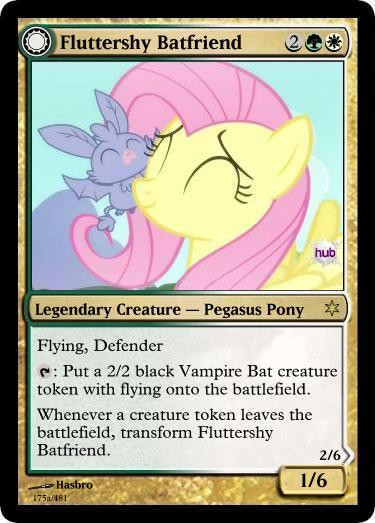 Fluttershy Batfriend 2
hub
Legendary Creature — Pegasus Pony
Flying, Defender
: Put a 2/2 black Vampire Bat creature
token with flying onto the battlefield.
Whenever a creature token leaves the
battlefield, transform Fluttershy
Batfriend.
2/6
1/6
Hasbro
175a/481